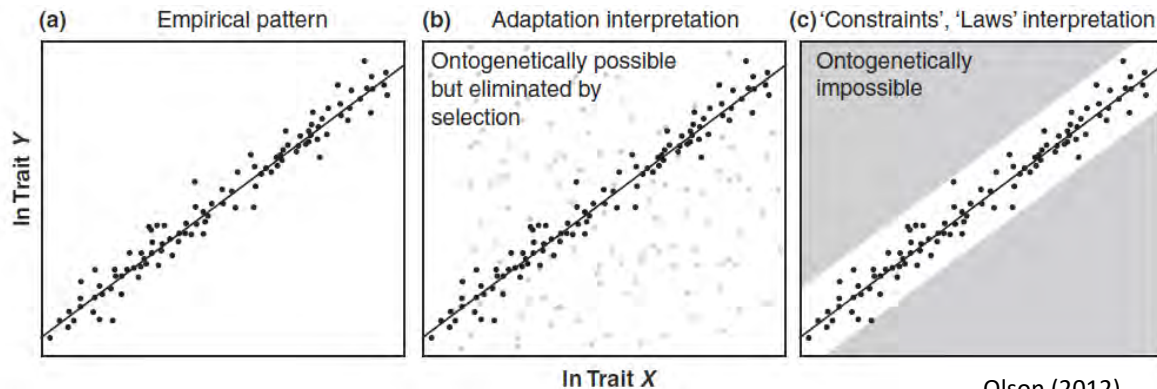 (a) Empirical pattern
(b) Adaptation interpretation
(c) ‘Constraints’, ‘Laws’ interpretation
Ontogenetically possible
but eliminated by
selection
Ontogenetically
impossible
ln Trait Y
ln Trait X
Olson (2012)